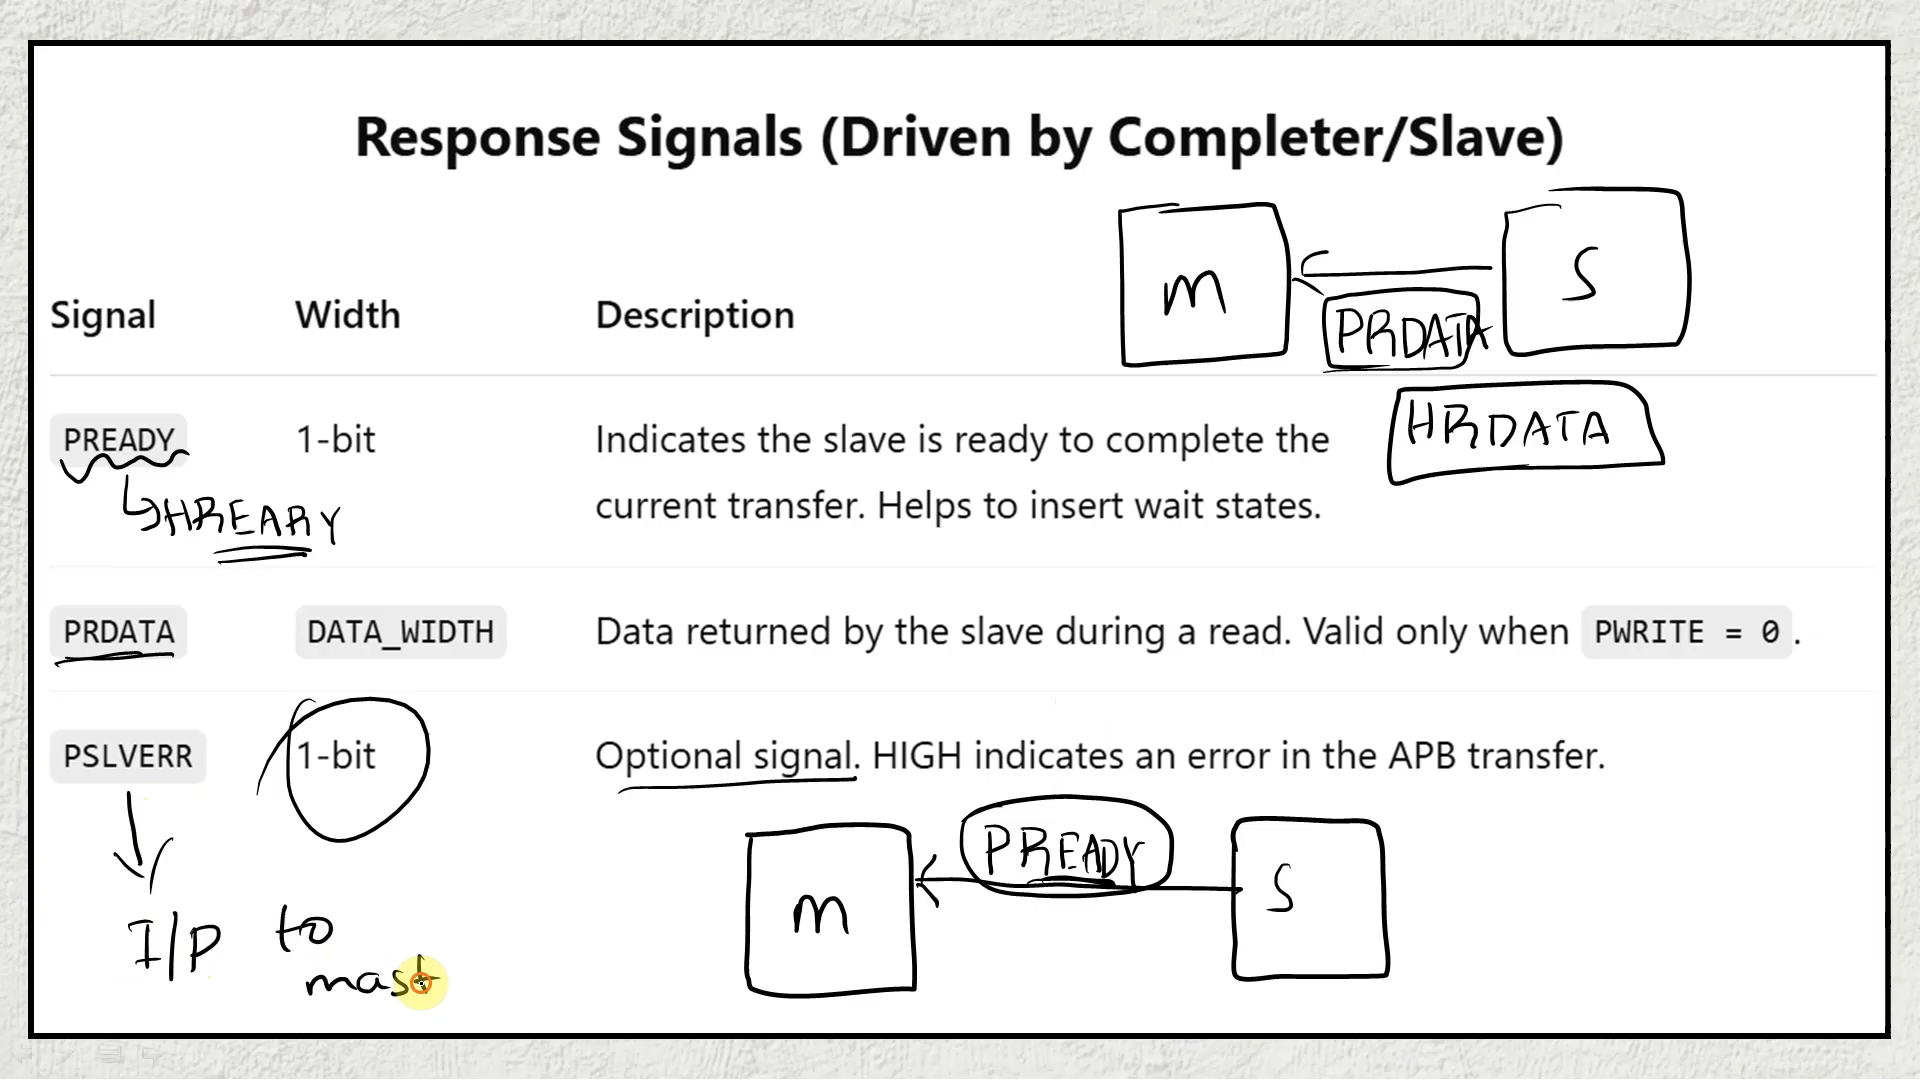 Response Signals (Driven by Completer/Slave)
m
S
PRDATA
Signal Width Description
HRDATA
PREADY 1-bit Indicates the slave is ready to complete the
current transfer. Helps to insert wait states.
HREARY
PRDATA DATA_WIDTH Data returned by the slave during a read. Valid only when PWRITE = 0.
PSLVERR 1-bit Optional signal. HIGH indicates an error in the APB transfer.
PREADY
m
S
I/P to
mast